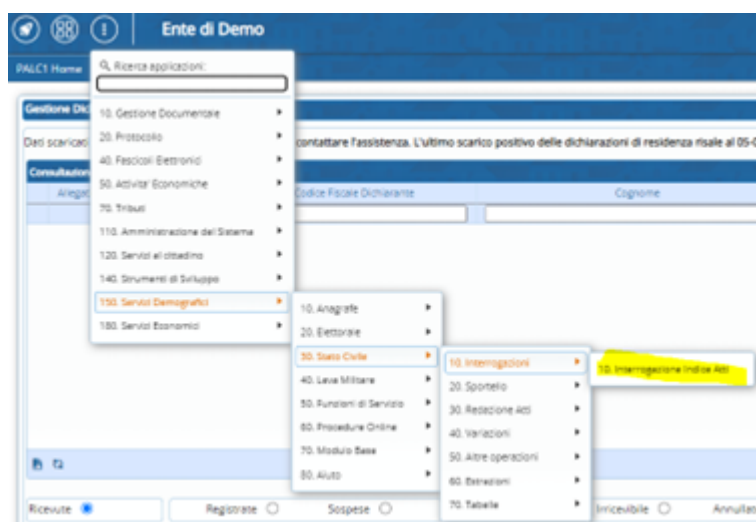 Ente di Demo
PALC1 Home
Ricerca applicazioni:
Gestione Dic
10. Gestione Documentale
20. Protocollo
40. Fascicoli Elettronici
50. Attivita' Economiche
70. Tributi
110. Amministrazione del Sistema
120. Servizi al cittadino
140. Strumenti di Sviluppo
150. Servizi Demografici
180. Servizi Economici
Dati scaricati
contattare l'assistenza. L'ultimo scarico positivo delle dichiarazioni di residenza risale al 05-0
Consultazion
Allegat
Codice Fiscale Dichiarante
Cognome
10. Anagrafe
20. Elettorale
30. Stato Civile
40. Leva Militare
50. Funzioni di Servizio
60. Procedure Online
70. Modulo Base
80. Aiuto
10. Interrogazioni
20. Sportello
30. Redazione Atti
40. Variazioni
50. Altre operazioni
60. Estrazioni
70. Tabelle
10. Interrogazione Indice Atti
Ricevute
Registrate
Sospese
Irricevibile
Annullat